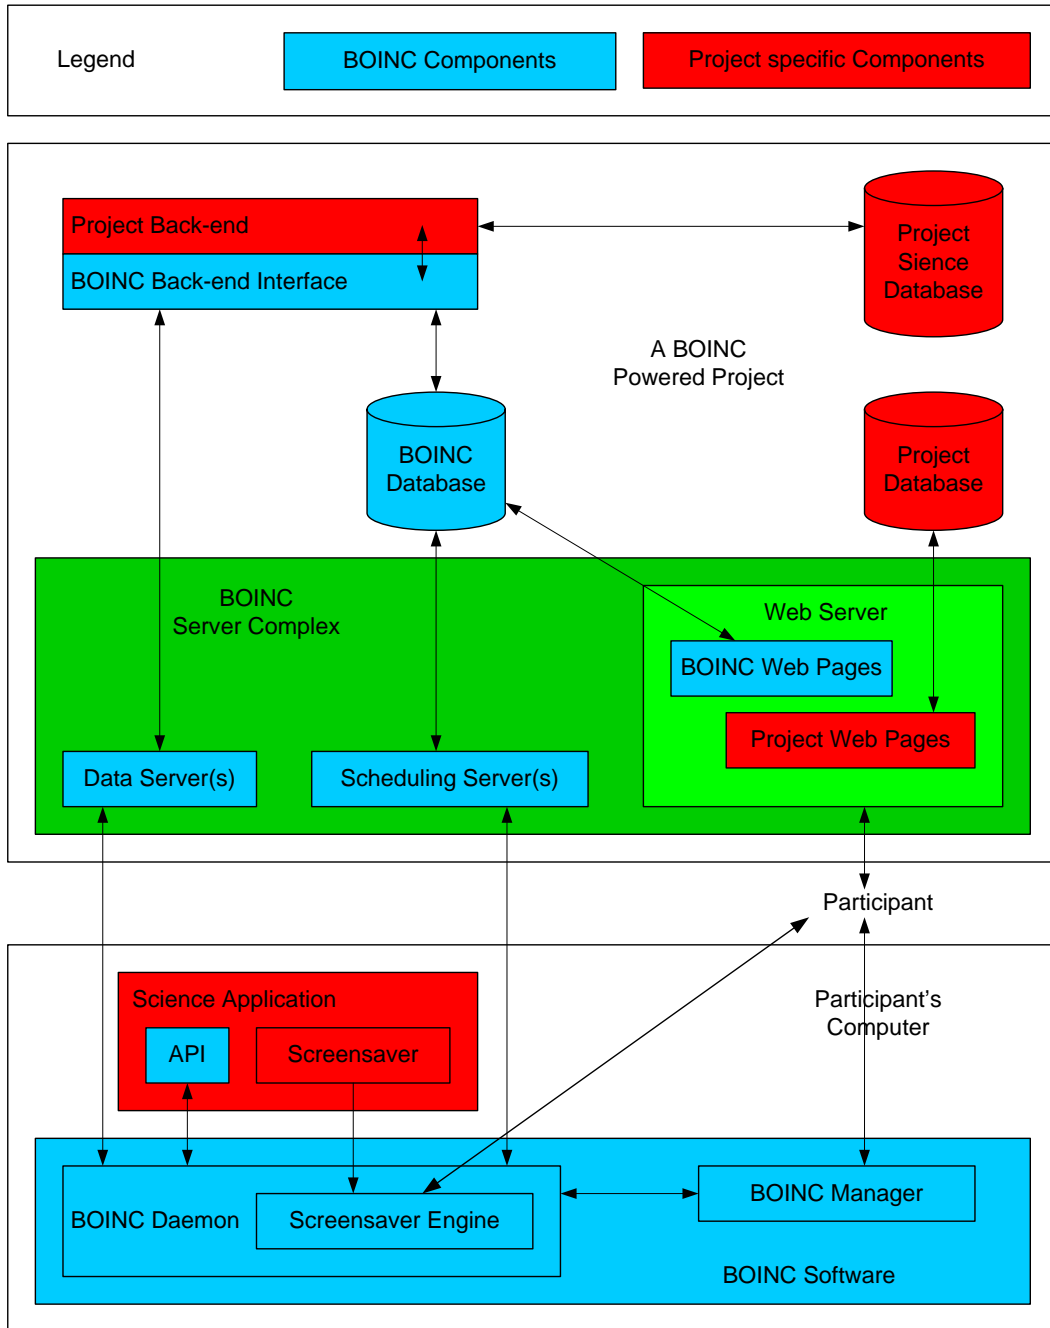 Legend
BOINC Components
Project specific Components
Project Back-end
BOINC Back-end Interface
Project
Sience
Database
A BOINC
Powered Project
BOINC
Database
Project
Database
BOINC
Server Complex
Web Server
BOINC Web Pages
Project Web Pages
Data Server(s)
Scheduling Server(s)
Participant
Science Application
API
Screensaver
Participant's
Computer
BOINC Daemon
Screensaver Engine
BOINC Manager
BOINC Software